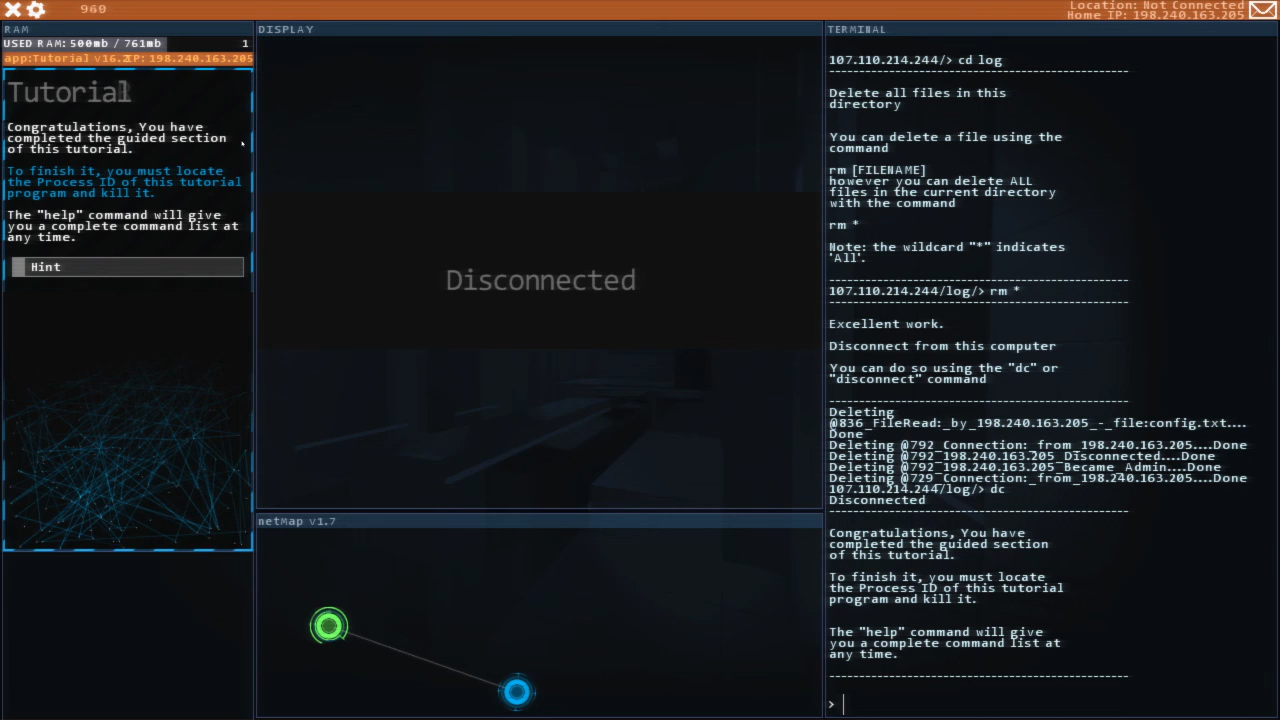 969
Location: Not Connected
Home IP: 198.240.163.205
RAM
USED RAM: 500mb / 761mb 1
app:Tutorial v16.2 IP: 198.240.163.205
Tutorial
Congratulations, You have
completed the guided section
of this tutorial.
To finish it, you must locate
the Process ID of this tutorial
program and kill it.
The "help" command will give
you a complete command list at
any time.
Hint
DISPLAY
Disconnected
netMap v1.7
TERMINAL
107.110.214.244/> cd log
--------------------------------------------------
Delete all files in this
directory
You can delete a file using the
command
rm [FILENAME]
however you can delete ALL
files in the current directory
with the command
rm *
Note: the wildcard "*" indicates
'All'.
--------------------------------------------------
107.110.214.244/log/> rm *
--------------------------------------------------
Excellent work.
Disconnect from this computer
You can do so using the "dc" or
"disconnect" command
--------------------------------------------------
Deleting
@836_FileRead:_by_198.240.163.205_-_file:config.txt....
Done
Deleting @792_Connection:_from_198.240.163.205....Done
Deleting @792_198.240.163.205_Disconnected....Done
Deleting @792_198.240.163.205_Became_Admin....Done
Deleting @729_Connection:_from_198.240.163.205....Done
107.110.214.244/log/> dc
Disconnected
--------------------------------------------------
Congratulations, You have
completed the guided section
of this tutorial.
To finish it, you must locate
the Process ID of this tutorial
program and kill it.
The "help" command will give
you a complete command list at
any time.
--------------------------------------------------
>